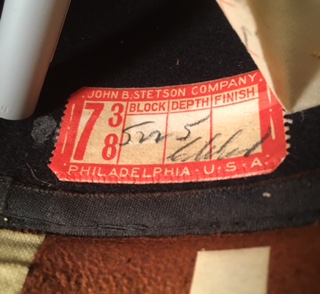 JOHN B. STETSON COMPANY.
7 3/8 BLOCK DEPTH FINISH
PHILADELPHIA - U.S.A.